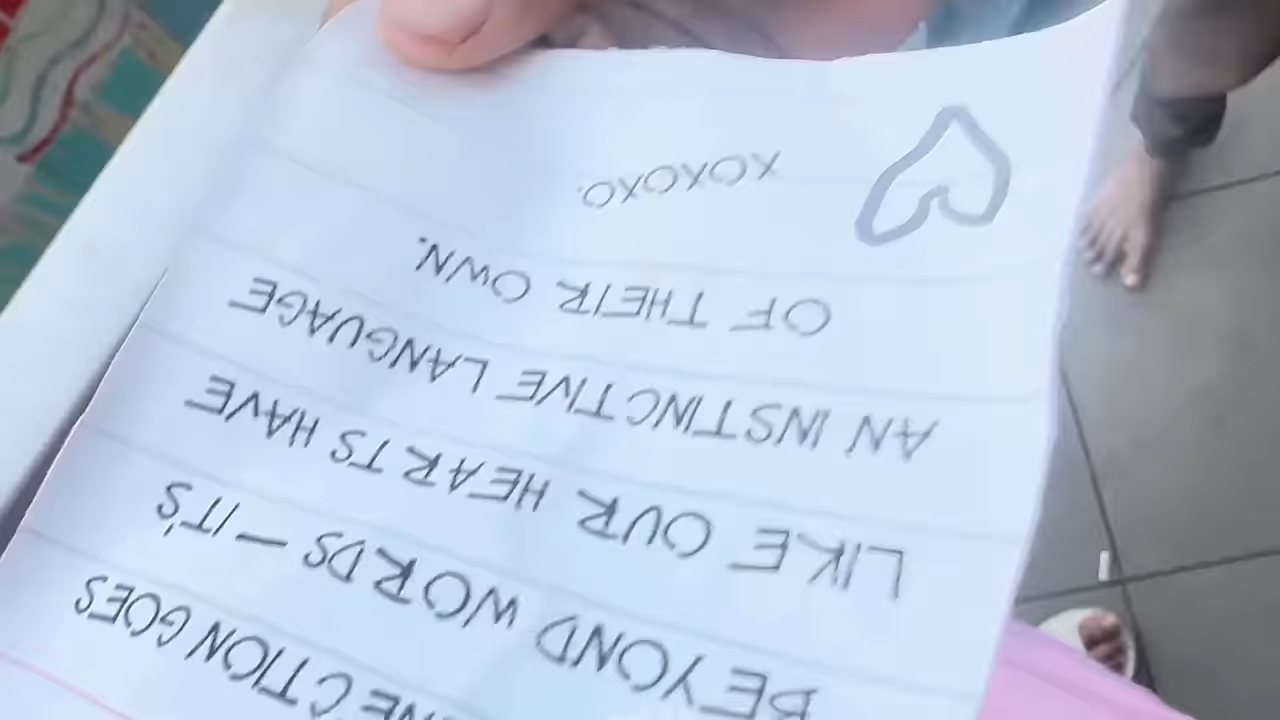 GOES
BEYOND WORDS — IT'S
LIKE OUR HEARTS HAVE
AN INSTINCTIVE LANGUAGE
OF THEIR OWN.
XOXOXO.